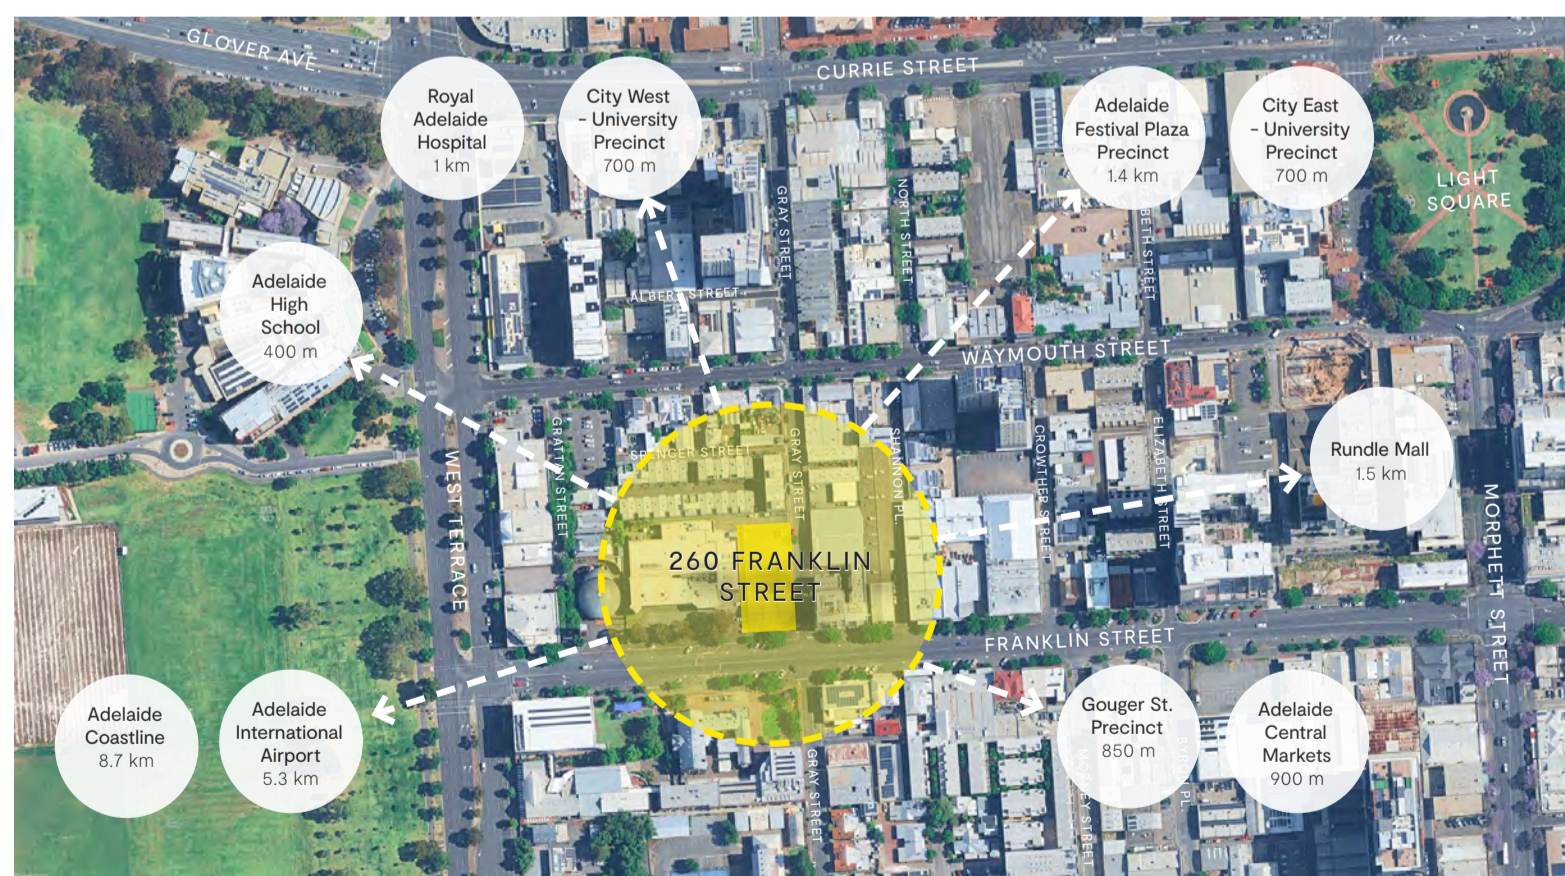 GLOVER AVE.
CURRIE STREET
Royal
Adelaide
Hospital
1 km
City West
- University
Precinct
700 m
Adelaide
Festival Plaza
Precinct
1.4 km
City East
- University
Precinct
700 m
LIGHT
SQUARE
GRAY STREET
NORTH STREET
ALBERT STREET
Adelaide
High
School
400 m
WAYMOUTH STREET
GRATTAN STREET
SPENCER STREET
GRAY STREET
SHANNON PL.
CROWTHER STREET
ELIZABETH STREET
Rundle Mall
1.5 km
WEST TERRACE
MORPHETT STREET
260 FRANKLIN
STREET
FRANKLIN STREET
Adelaide
Coastline
8.7 km
Adelaide
International
Airport
5.3 km
Gouger St.
Precinct
850 m
Adelaide
Central
Markets
900 m
GRAY STREET
BYRON PL.